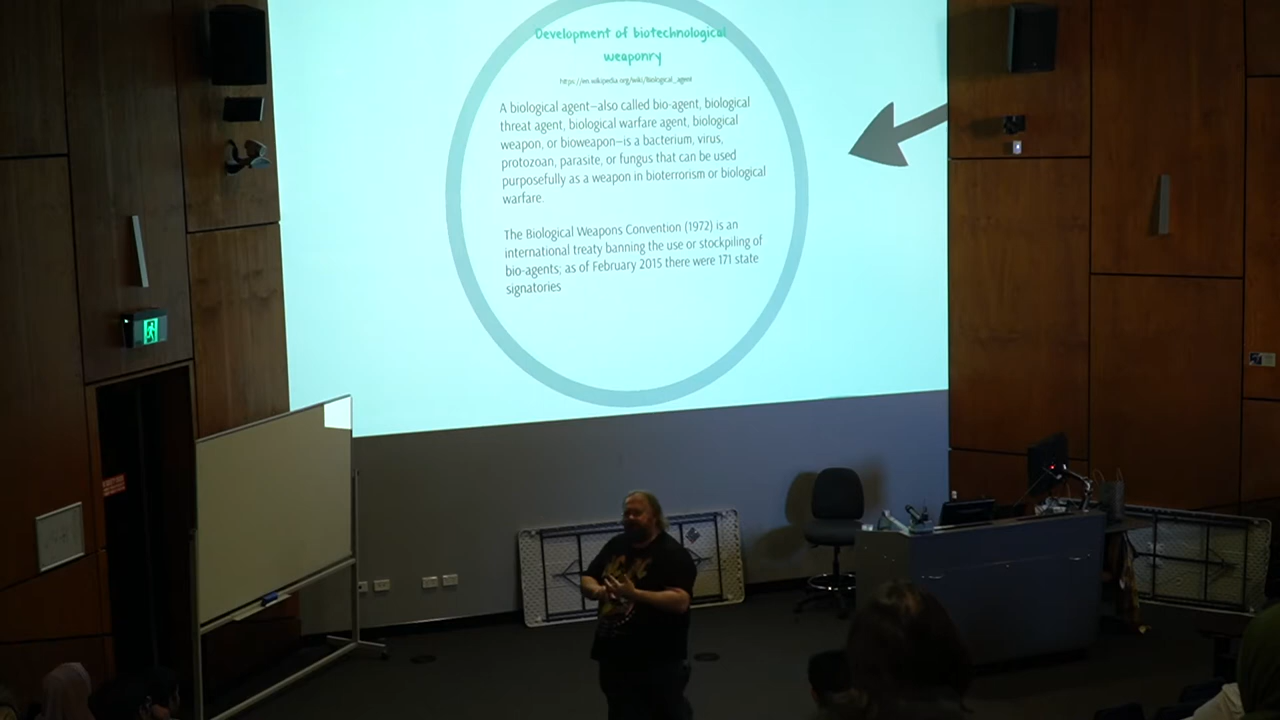 Development of biotechnological
weaponry
https://en.wikipedia.org/wiki/Biological_agent
A biological agent—also called bio-agent, biological
threat agent, biological warfare agent, biological
weapon, or bioweapon—is a bacterium, virus,
protozoan, parasite, or fungus that can be used
purposefully as a weapon in bioterrorism or biological
warfare.
The Biological Weapons Convention (1972) is an
international treaty banning the use or stockpiling of
bio-agents; as of February 2015 there were 171 state
signatories